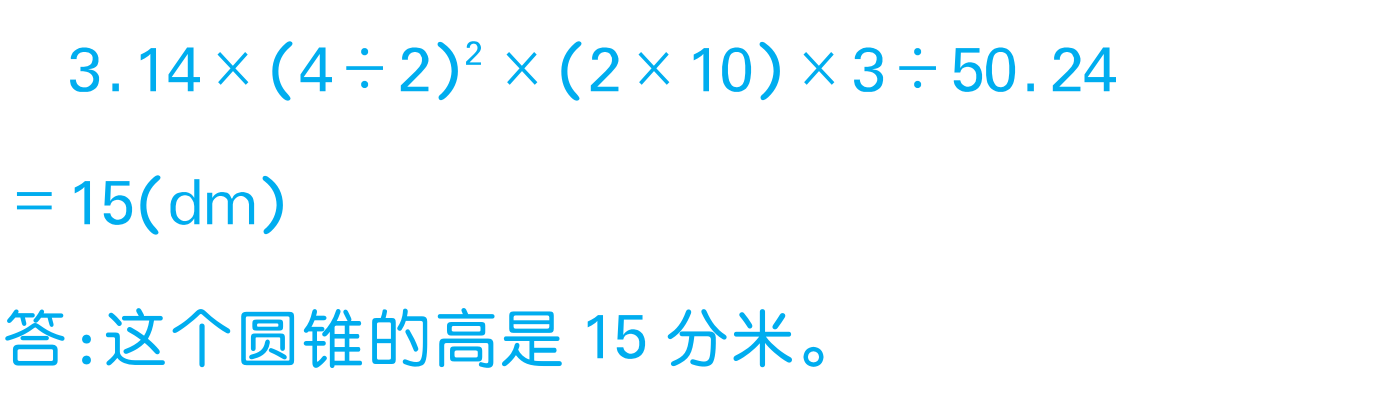 3.14×(4÷2)²×(2×10)×3÷50.24
=15(dm)
答:这个圆锥的高是 15 分米。